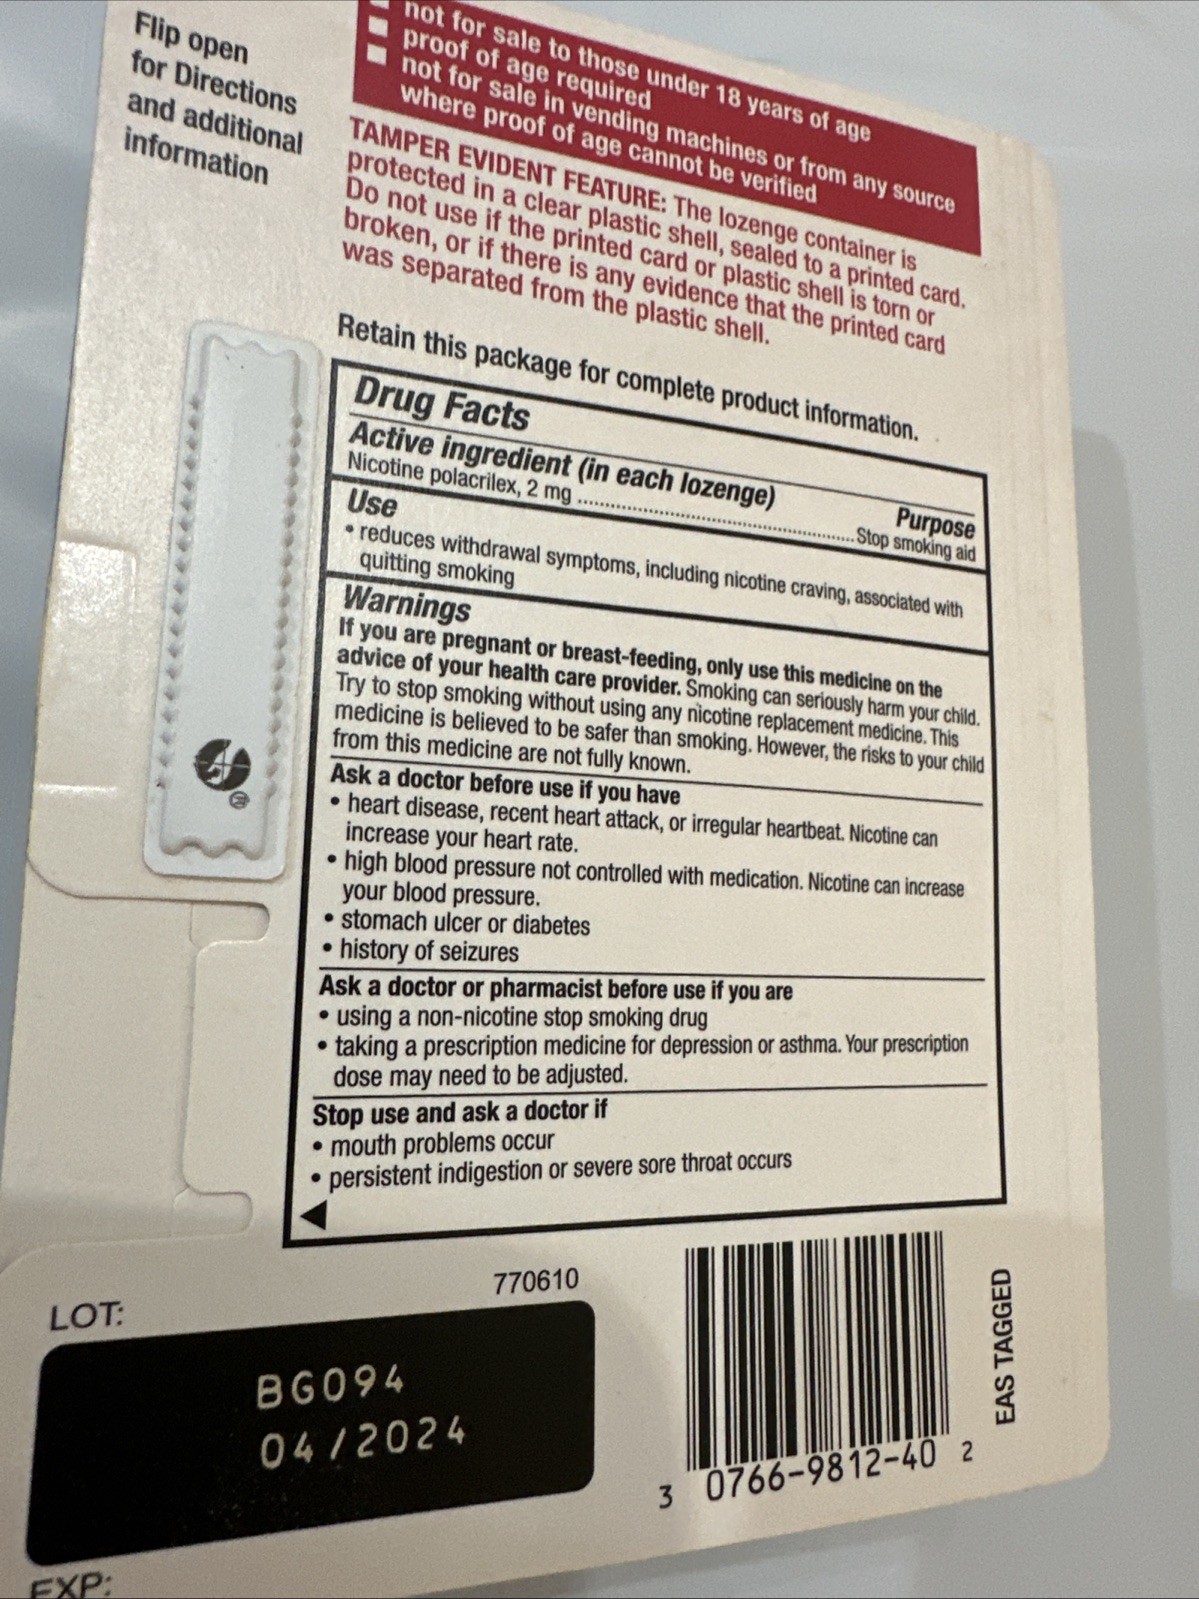 Flip open
for Directions
and additional
information
not for sale to those under 18 years of age
proof of age required
not for sale in vending machines or from any source
where proof of age cannot be verified
TAMPER EVIDENT FEATURE: The lozenge container is
protected in a clear plastic shell, sealed to a printed card.
Do not use if the printed card or plastic shell is torn or
broken, or if there is any evidence that the printed card
was separated from the plastic shell.
Retain this package for complete product information.
Drug Facts
Active ingredient (in each lozenge) Purpose
Nicotine polacrilex, 2 mg ........................................ Stop smoking aid
Use
• reduces withdrawal symptoms, including nicotine craving, associated with
quitting smoking
Warnings
If you are pregnant or breast-feeding, only use this medicine on the
advice of your health care provider. Smoking can seriously harm your child.
Try to stop smoking without using any nicotine replacement medicine. This
medicine is believed to be safer than smoking. However, the risks to your child
from this medicine are not fully known.
Ask a doctor before use if you have
• heart disease, recent heart attack, or irregular heartbeat. Nicotine can
increase your heart rate.
• high blood pressure not controlled with medication. Nicotine can increase
your blood pressure.
• stomach ulcer or diabetes
• history of seizures
Ask a doctor or pharmacist before use if you are
• using a non-nicotine stop smoking drug
• taking a prescription medicine for depression or asthma. Your prescription
dose may need to be adjusted.
Stop use and ask a doctor if
• mouth problems occur
• persistent indigestion or severe sore throat occurs
770610
LOT:
BG094
04/2024
EXP:
3 0766-9812-40 2
EAS TAGGED